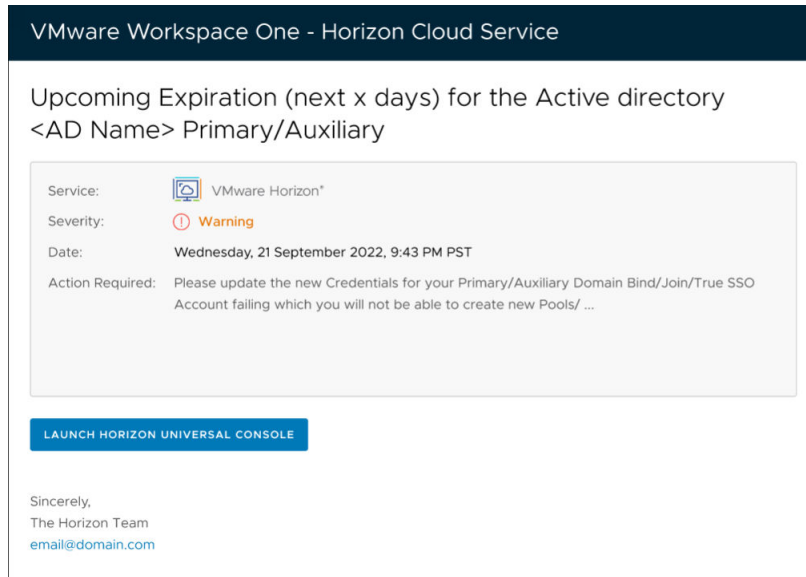 VMware Workspace One - Horizon Cloud Service
Upcoming Expiration (next x days) for the Active directory
<AD Name> Primary/Auxiliary
Service: VMware Horizon®
Severity: Warning
Date: Wednesday, 21 September 2022, 9:43 PM PST
Action Required: Please update the new Credentials for your Primary/Auxiliary Domain Bind/Join/True SSO
Account failing which you will not be able to create new Pools/ ...
LAUNCH HORIZON UNIVERSAL CONSOLE
Sincerely,
The Horizon Team
email@domain.com